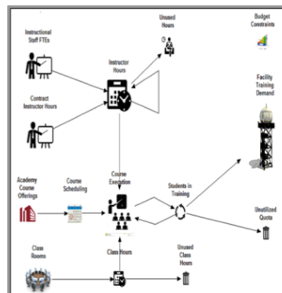 Unused
Hours
Budget
Constraints
Instructional
Staff FTEs
Instructor
Hours
Facility
Training
Demand
Contract
Instructor Hours
Academy
Course
Offerings
Course
Scheduling
Course
Execution
Students in
Training
Unutilized
Quote
Class
Rooms
Class Hours
Unused
Class
Hours